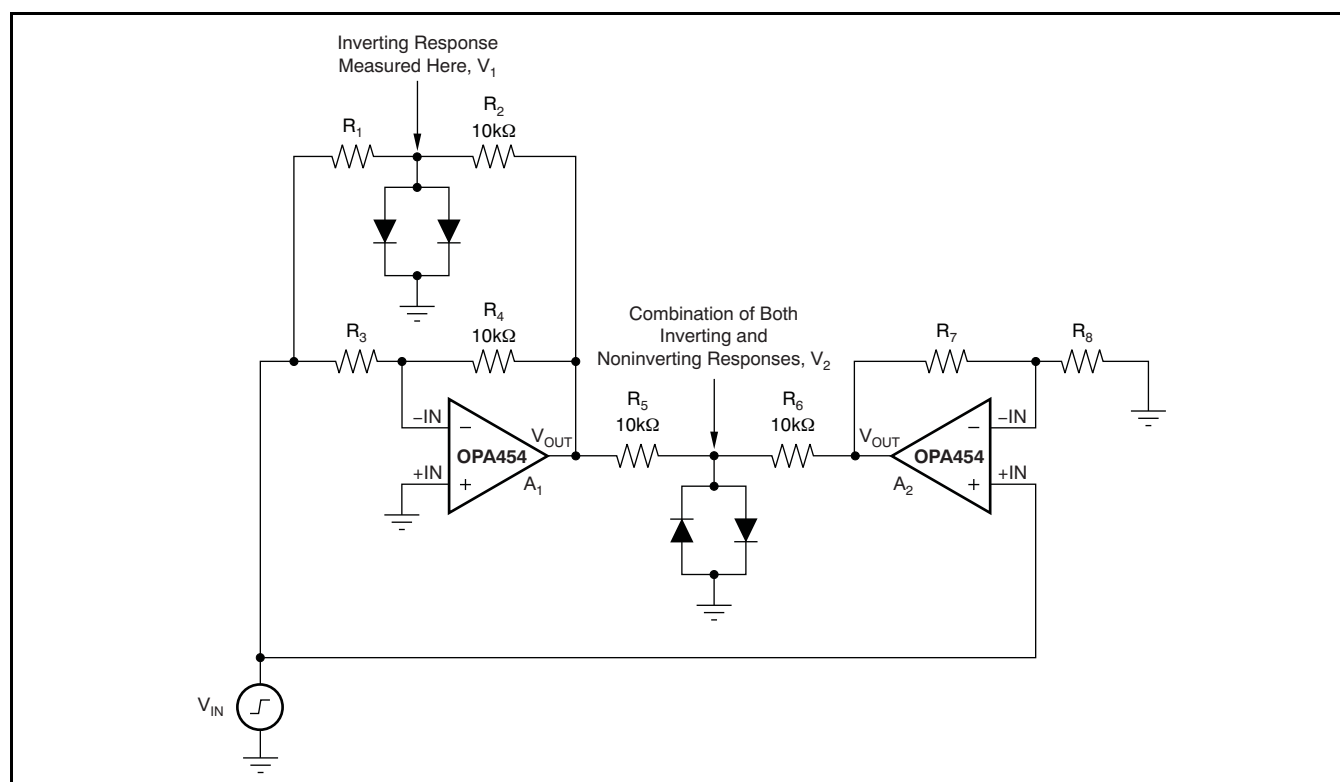 Inverting Response
Measured Here, V₁
R₁
R₂
10kΩ
R₃
R₄
10kΩ
Combination of Both
Inverting and
Noninverting Responses, V₂
R₇
R₈
–IN
–
VOUT
OPA454
+IN
+
A₁
R₅
10kΩ
R₆
10kΩ
VOUT
–IN
–
OPA454
+IN
+
A₂
VIN